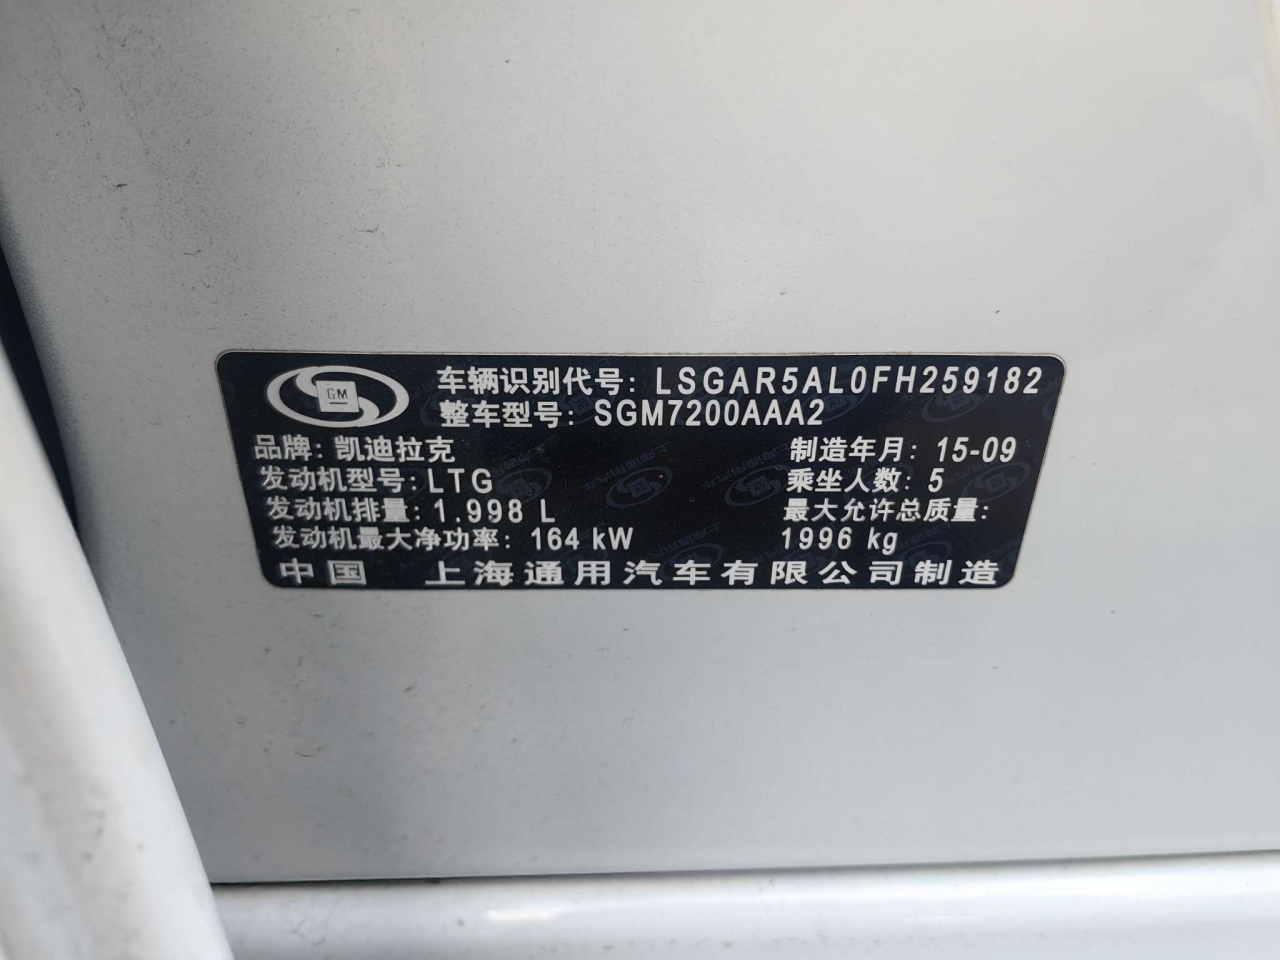 GM
车辆识别代号: LSGAR5AL0FH259182
整车型号: SGM7200AAA2
品牌: 凯迪拉克
制造年月: 15-09
发动机型号: LTG
乘坐人数: 5
发动机排量: 1.998 L
最大允许总质量:
发动机最大净功率: 164 kW
1996 kg
中国 上海通用汽车有限公司制造